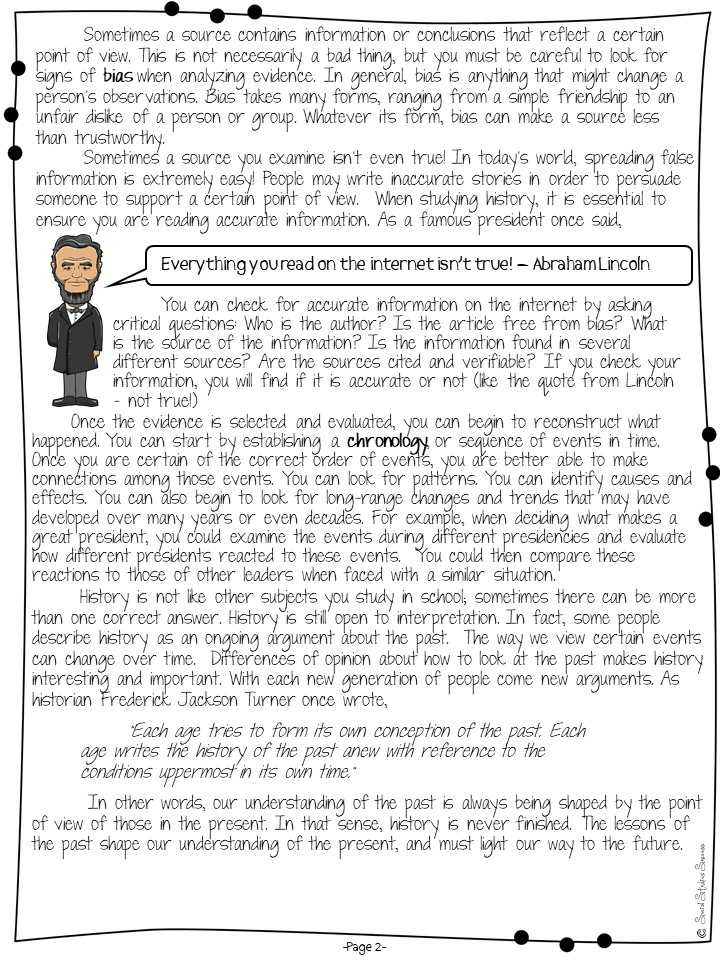 Sometimes a source contains information or conclusions that reflect a certain
point of view. This is not necessarily a bad thing, but you must be careful to look for
signs of bias when analyzing evidence. In general, bias is anything that might change a
person's observations. Bias takes many forms, ranging from a simple friendship to an
unfair dislike of a person or group. Whatever its form, bias can make a source less
than trustworthy.
Sometimes a source you examine isn't even true! In today's world, spreading false
information is extremely easy! People may write inaccurate stories in order to persuade
someone to support a certain point of view. When studying history, it is essential to
ensure you are reading accurate information. As a famous president once said,
Everything you read on the internet isn't true! – Abraham Lincoln
You can check for accurate information on the internet by asking
critical questions: Who is the author? Is the article free from bias? What
is the source of the information? Is the information found in several
different sources? Are the sources cited and verifiable? If you check your
information, you will find if it is accurate or not (like the quote from Lincoln
- not true!)
Once the evidence is selected and evaluated, you can begin to reconstruct what
happened. You can start by establishing a chronology, or sequence of events in time.
Once you are certain of the correct order of events, you are better able to make
connections among those events. You can look for patterns. You can identify causes and
effects. You can also begin to look for long-range changes and trends that may have
developed over many years or even decades. For example, when deciding what makes a
great president, you could examine the events during different presidencies and evaluate
how different presidents reacted to these events. You could then compare these
reactions to those of other leaders when faced with a similar situation.
History is not like other subjects you study in school; sometimes there can be more
than one correct answer. History is still open to interpretation. In fact, some people
describe history as an ongoing argument about the past. The way we view certain events
can change over time. Differences of opinion about how to look at the past makes history
interesting and important. With each new generation of people come new arguments. As
historian Frederick Jackson Turner once wrote,
"Each age tries to form its own conception of the past. Each
age writes the history of the past anew with reference to the
conditions uppermost in its own time."
In other words, our understanding of the past is always being shaped by the point
of view of those in the present. In that sense, history is never finished. The lessons of
the past shape our understanding of the present, and must light our way to the future.
©
-Page 2-